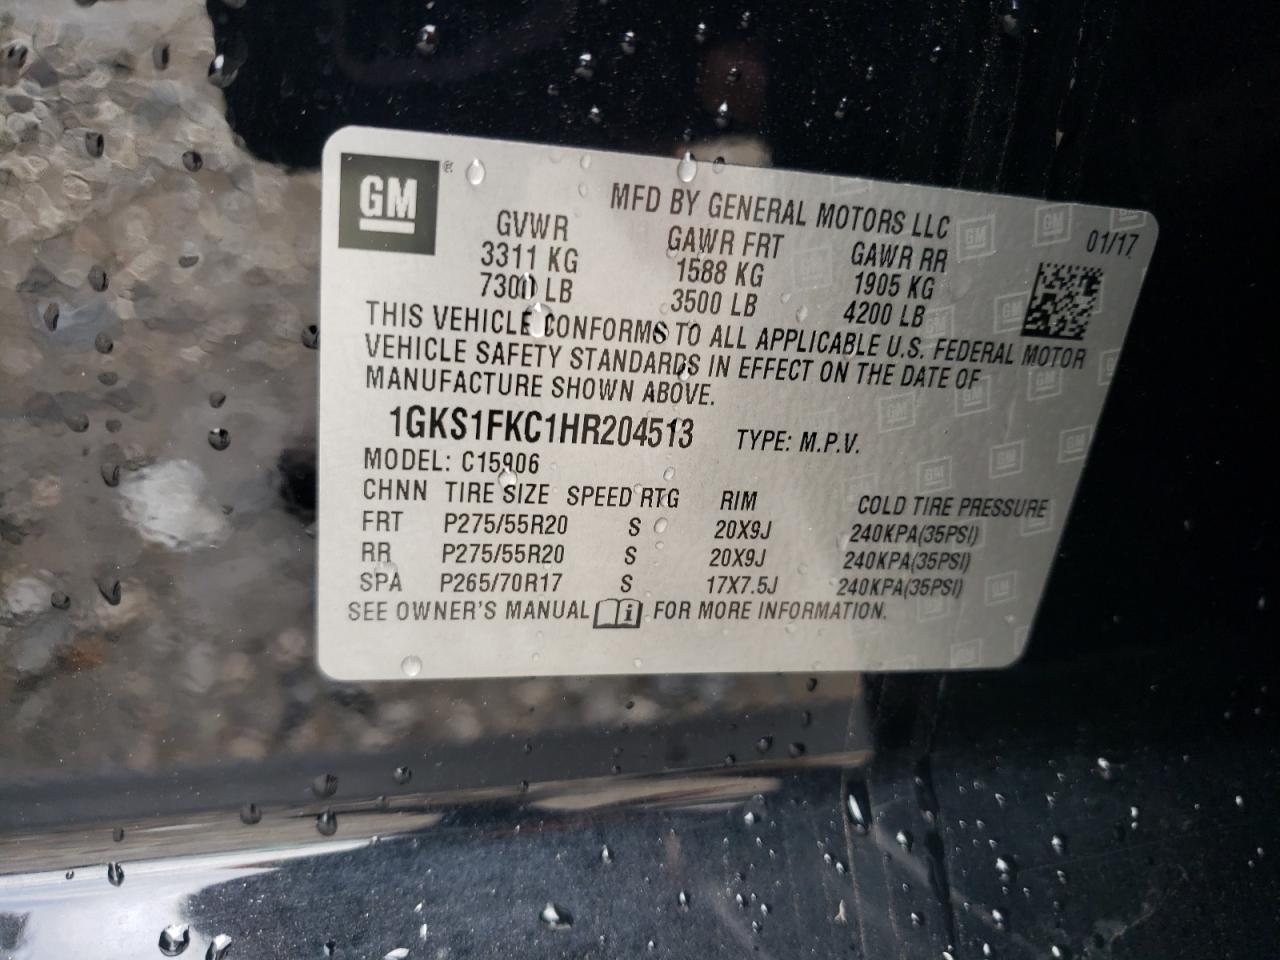 GM ®
MFD BY GENERAL MOTORS LLC
01/17
GVWR GAWR FRT GAWR RR
3311 KG 1588 KG 1905 KG
7300 LB 3500 LB 4200 LB
THIS VEHICLE CONFORMS TO ALL APPLICABLE U.S. FEDERAL MOTOR
VEHICLE SAFETY STANDARDS IN EFFECT ON THE DATE OF
MANUFACTURE SHOWN ABOVE.
1GKS1FKC1HR204513 TYPE: M.P.V.
MODEL: C15906
CHNN TIRE SIZE SPEED RTG RIM COLD TIRE PRESSURE
FRT P275/55R20 S 20X9J 240KPA(35PSI)
RR P275/55R20 S 20X9J 240KPA(35PSI)
SPA P265/70R17 S 17X7.5J 240KPA(35PSI)
SEE OWNER'S MANUAL i FOR MORE INFORMATION.